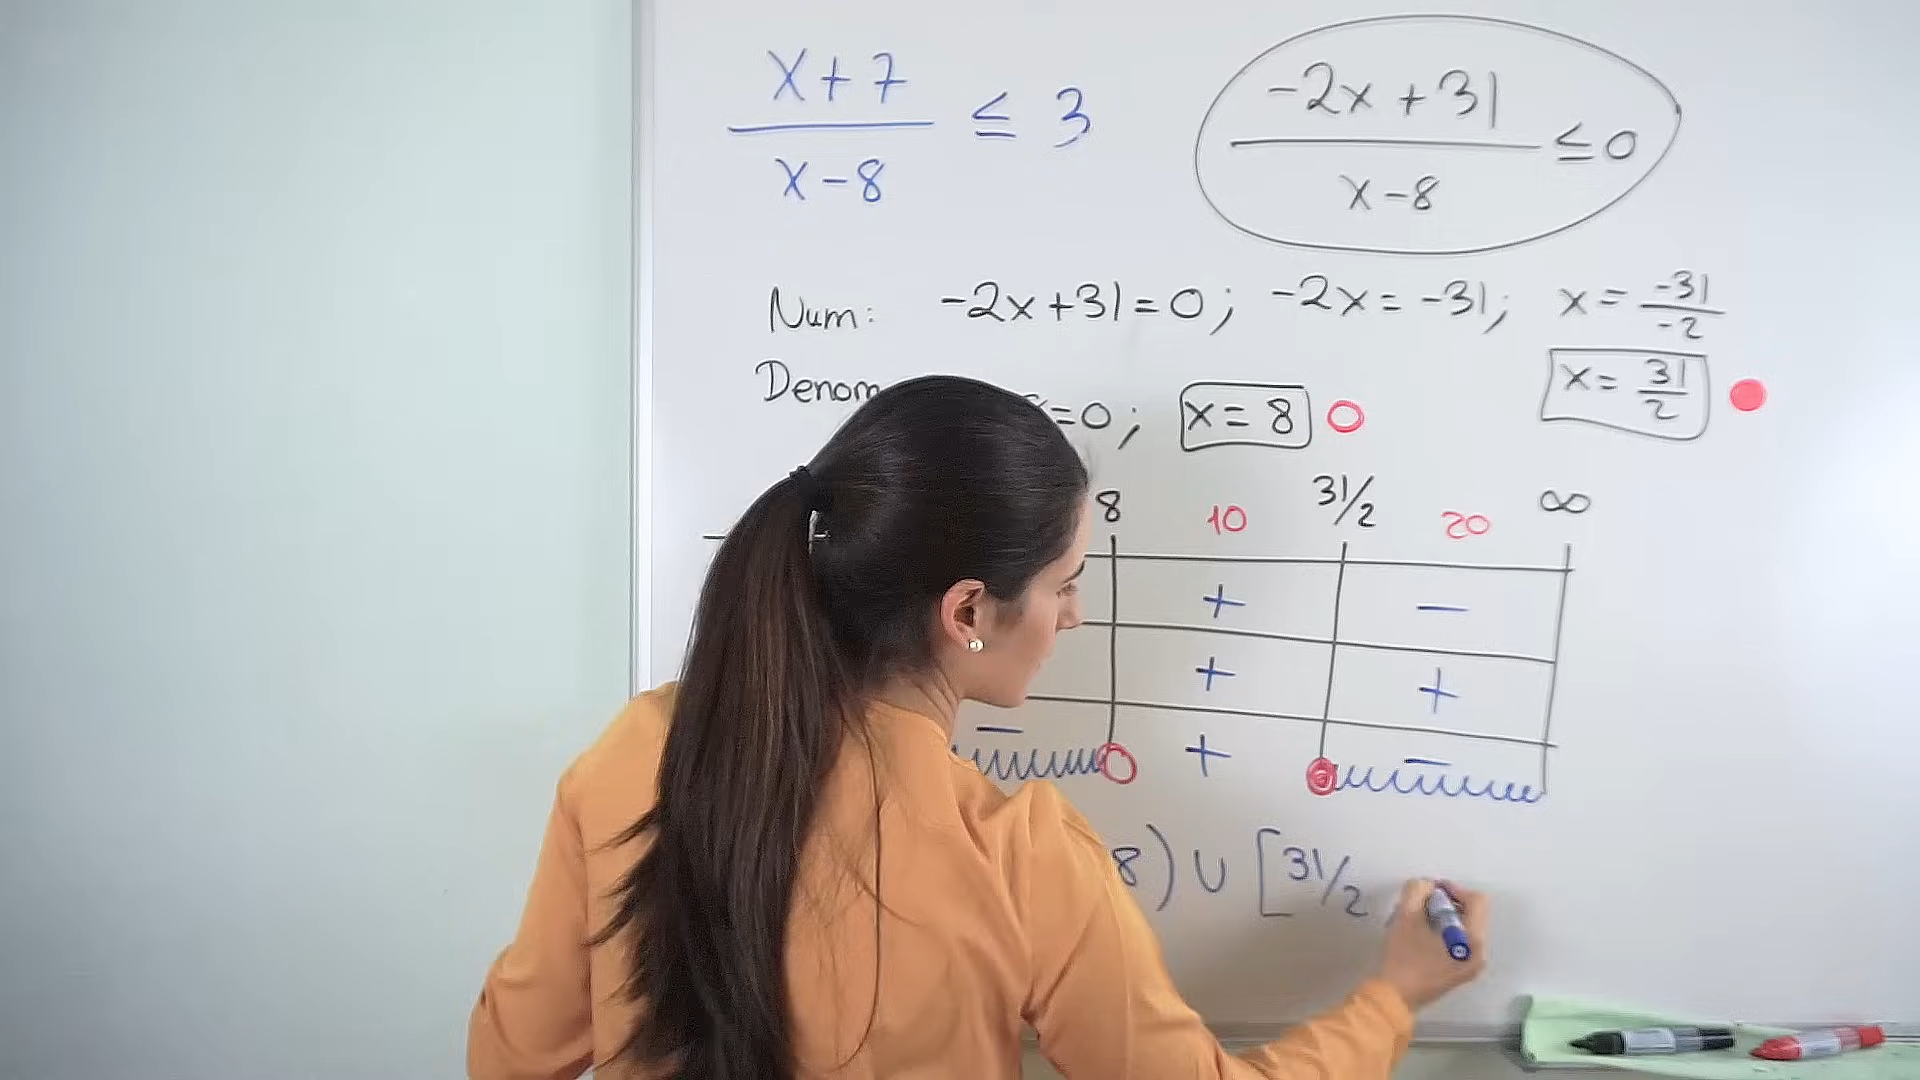 x+7 / x-8 ≤ 3
-2x+31 / x-8 ≤ 0
Num: -2x+31=0; -2x=-31; x= -31/-2
x= 31/2
Denom =0; x=8
8 10 31/2 20 ∞
+ -
+ +
- + -
8) ∪ [31/2 ,